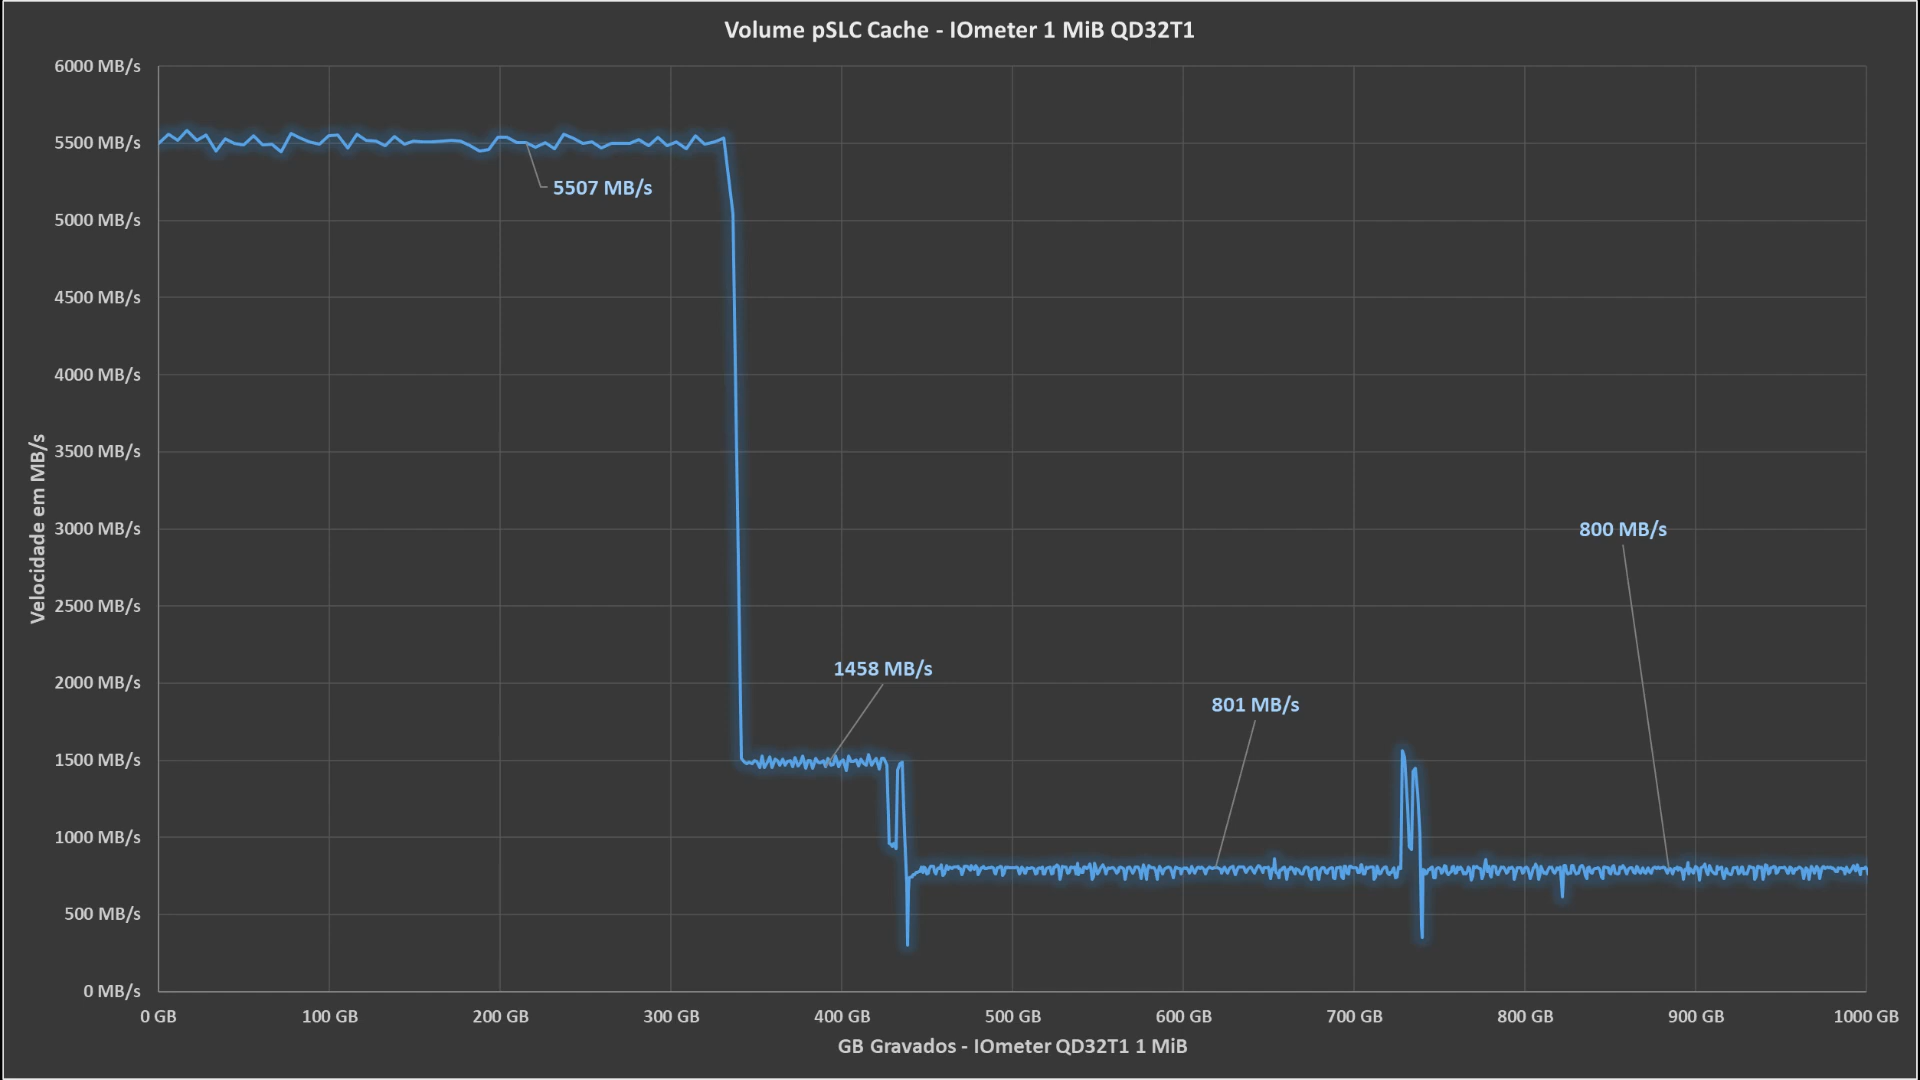 Volume pSLC Cache - IOmeter 1 MiB QD32T1
6000 MB/s
5500 MB/s
5507 MB/s
5000 MB/s
4500 MB/s
4000 MB/s
3500 MB/s
3000 MB/s
800 MB/s
2500 MB/s
2000 MB/s
1458 MB/s
801 MB/s
1500 MB/s
1000 MB/s
500 MB/s
0 MB/s
Velocidade em MB/s
0 GB 100 GB 200 GB 300 GB 400 GB 500 GB 600 GB 700 GB 800 GB 900 GB 1000 GB
GB Gravados - IOmeter QD32T1 1 MiB